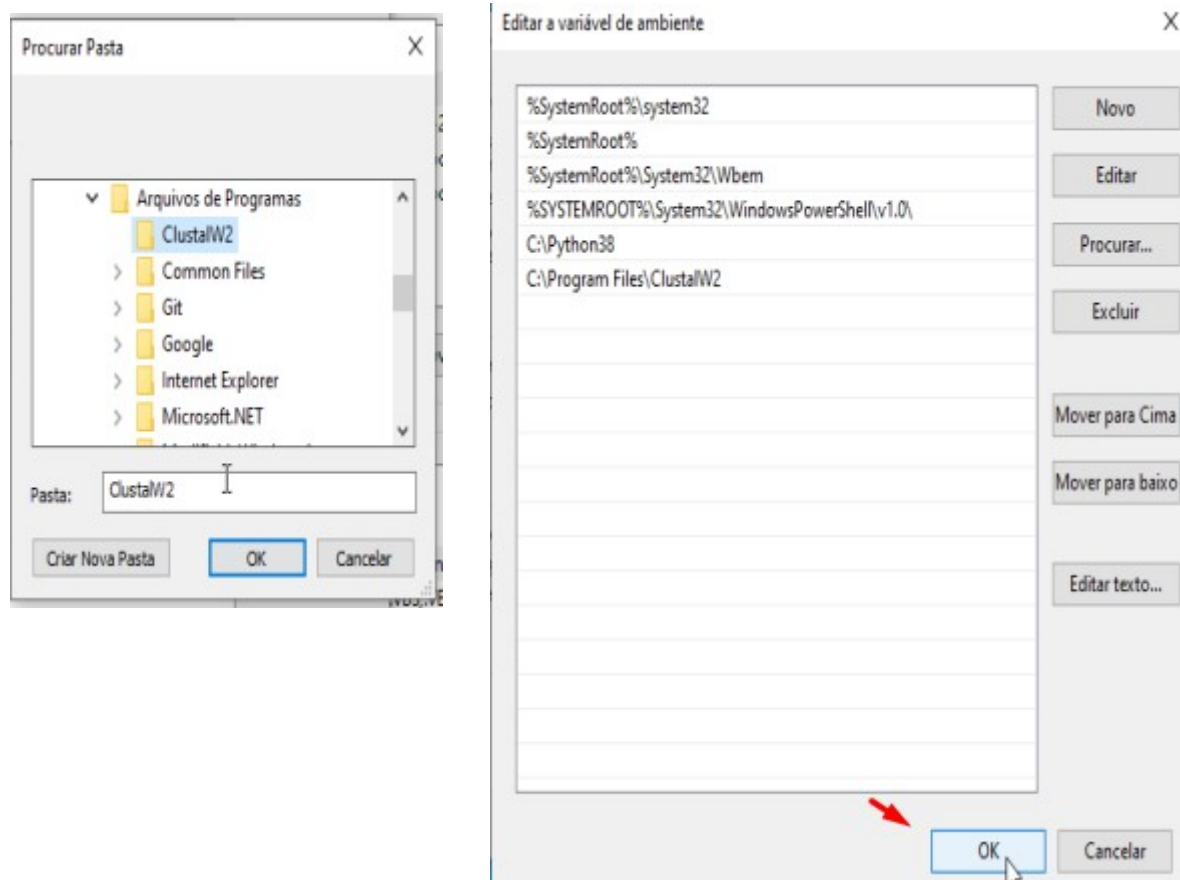 Procurar Pasta
Arquivos de Programas
ClustalW2
Common Files
Git
Google
Internet Explorer
Microsoft.NET
Pasta: ClustalW2
Criar Nova Pasta OK Cancelar
Editar a variável de ambiente
%SystemRoot%\system32
%SystemRoot%
%SystemRoot%\System32\Wbem
%SYSTEMROOT%\System32\WindowsPowerShell\v1.0\
C:\Python38
C:\Program Files\ClustalW2
Novo
Editar
Procurar...
Excluir
Mover para Cima
Mover para baixo
Editar texto...
OK Cancelar